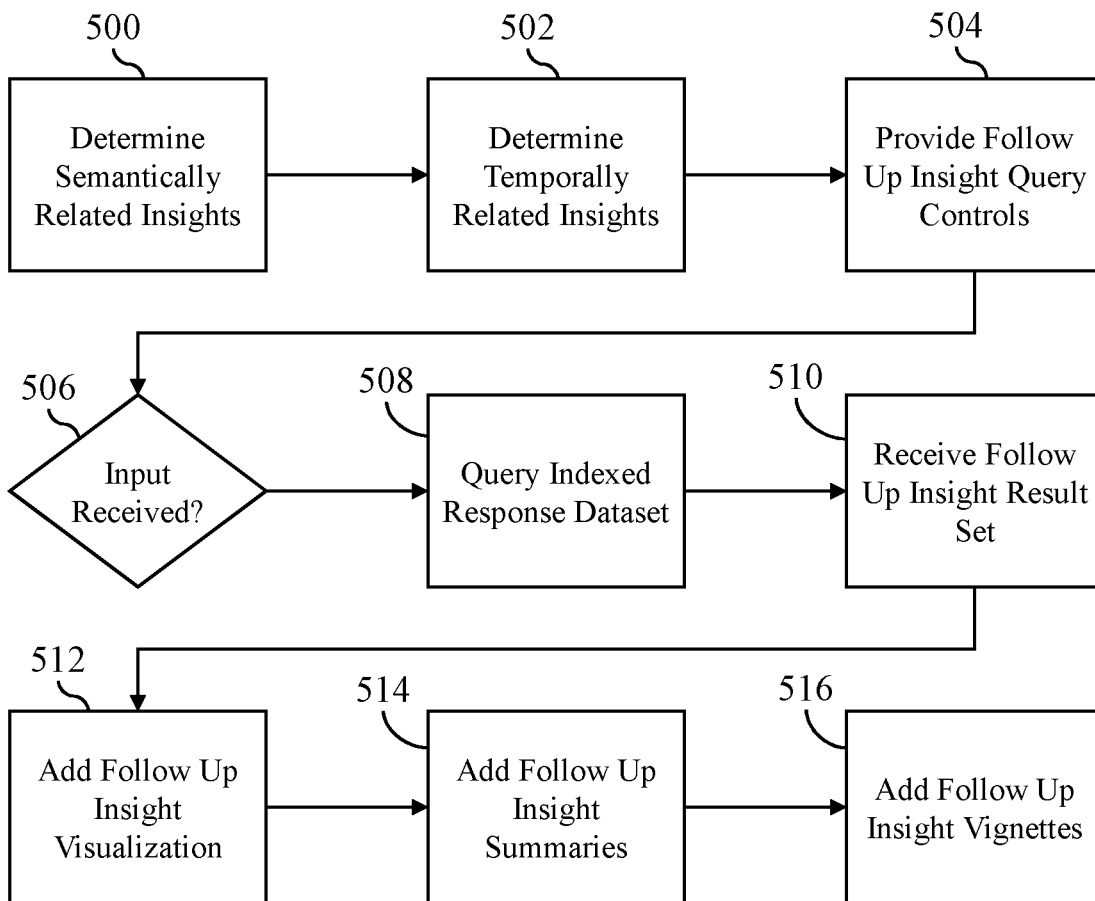 500
Determine
Semantically
Related Insights
502
Determine
Temporally
Related Insights
504
Provide Follow
Up Insight Query
Controls
506
Input
Received?
508
Query Indexed
Response Dataset
510
Receive Follow
Up Insight Result
Set
512
Add Follow Up
Insight
Visualization
514
Add Follow Up
Insight
Summaries
516
Add Follow Up
Insight Vignettes